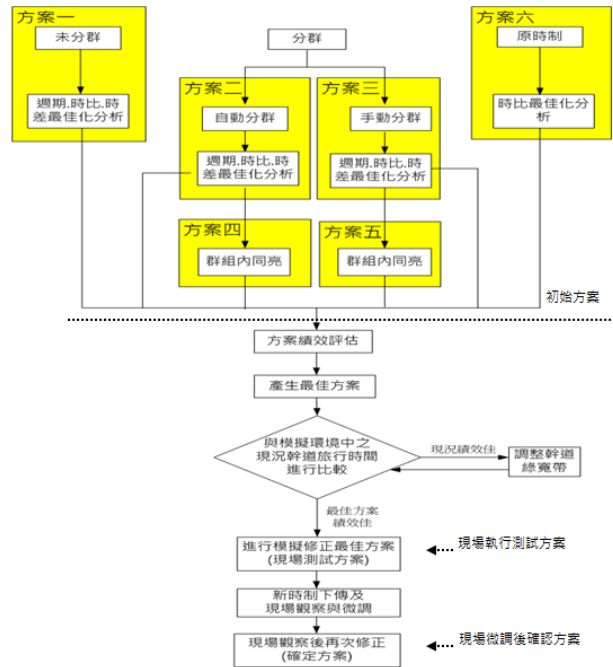 方案一
未分群
週期.時比.時
差最佳化分析
分群
方案二
自動分群
週期.時比.時
差最佳化分析
方案三
手動分群
週期.時比.時
差最佳化分析
方案六
原時制
時比最佳化分
析
方案四
群組內同亮
方案五
群組內同亮
初始方案
方案績效評估
產生最佳方案
與模擬環境中之
現況幹道旅行時間
進行比較
現況績效佳
調整幹道
綠寬帶
最佳方案
績效佳
進行模擬修正最佳方案
(現場測試方案)
現場執行測試方案
新時制下傳及
現場觀察與微調
現場觀察後再次修正
(確定方案)
現場微調後確認方案